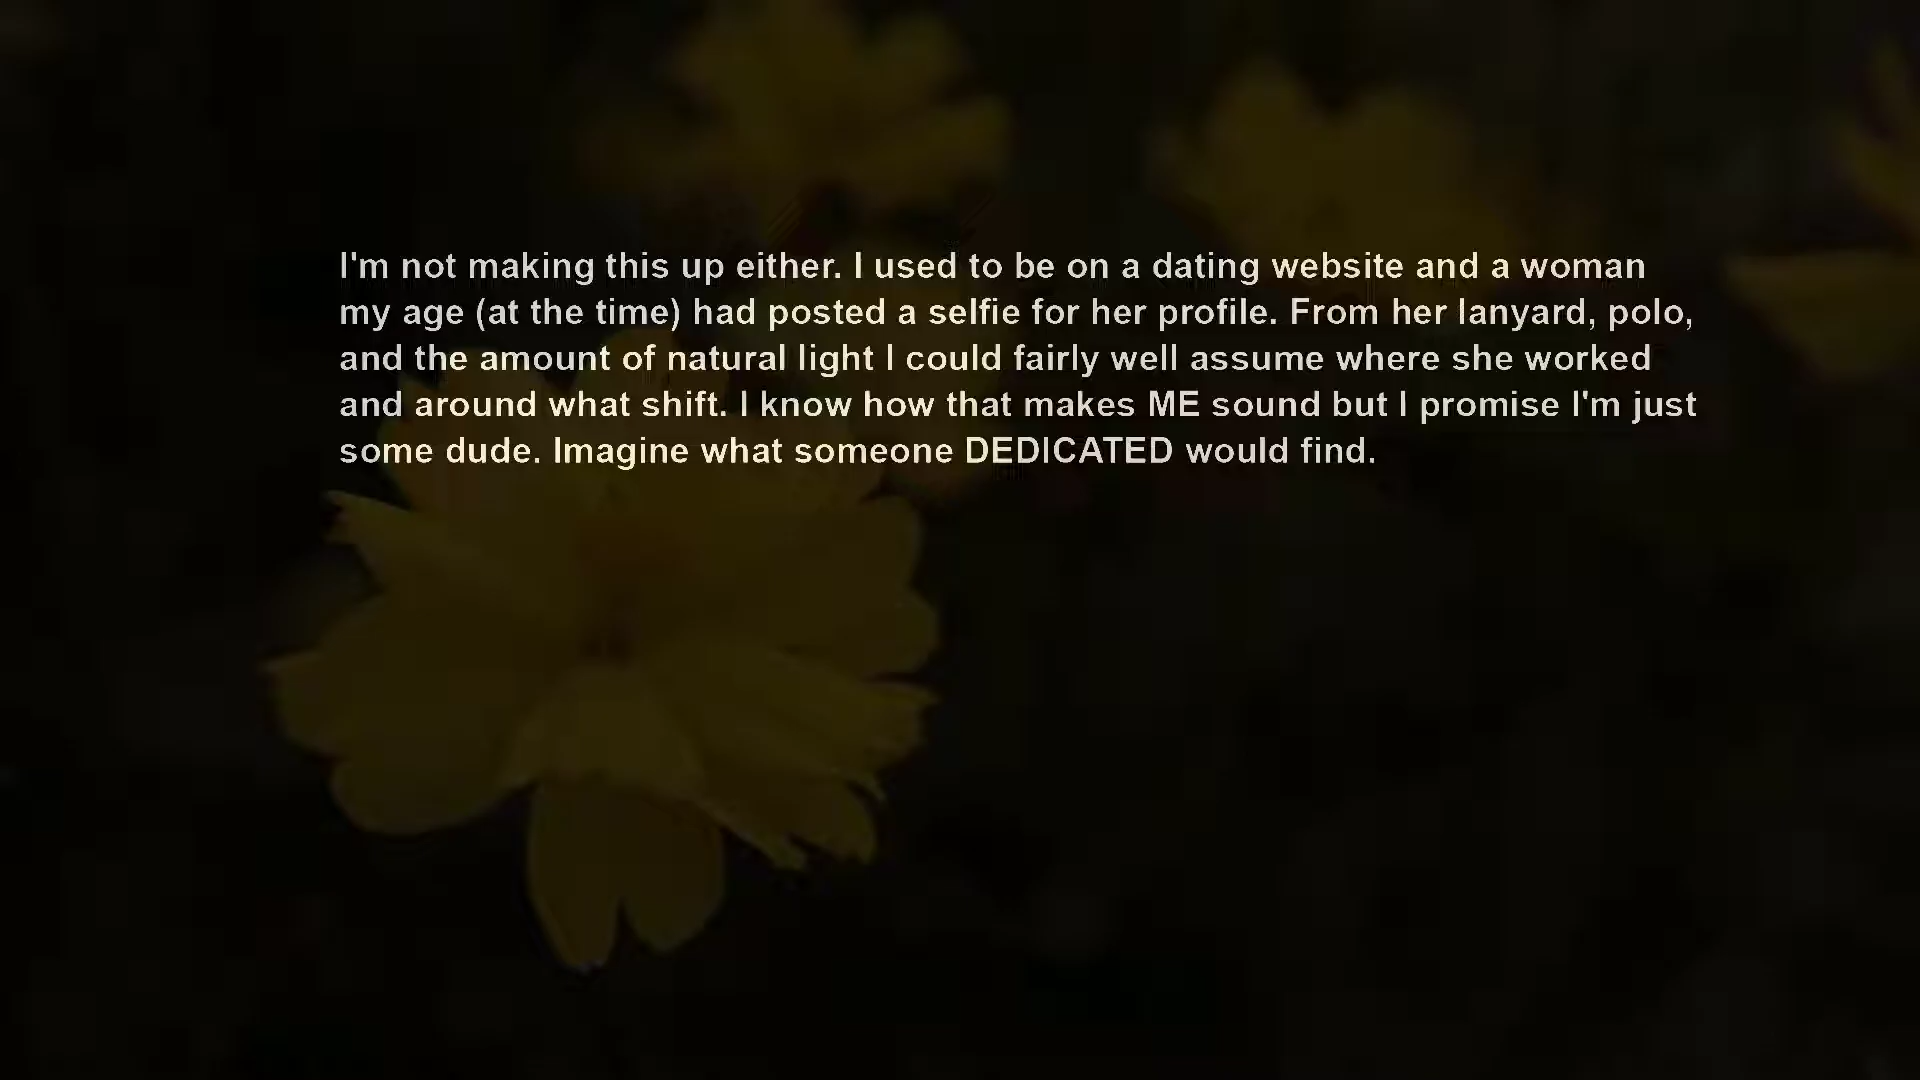 I'm not making this up either. I used to be on a dating website and a woman
my age (at the time) had posted a selfie for her profile. From her lanyard, polo,
and the amount of natural light I could fairly well assume where she worked
and around what shift. I know how that makes ME sound but I promise I'm just
some dude. Imagine what someone DEDICATED would find.